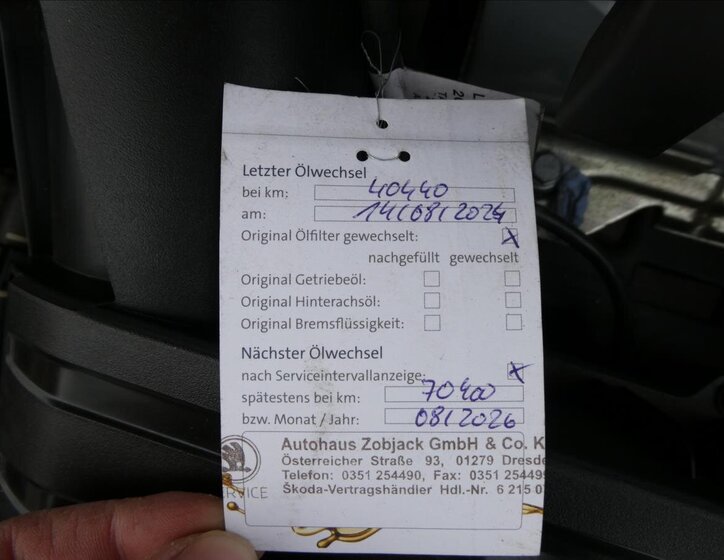 Letzter Ölwechsel
bei km: 40440
am: 14/08/2024
Original Ölfilter gewechselt: X
nachgefüllt gewechselt
Original Getriebeöl:
Original Hinterachsöl:
Original Bremsflüssigkeit:
Nächster Ölwechsel
nach Serviceintervallanzeige: X
spätestens bei km: 70400
bzw. Monat / Jahr: 08/2026
Autohaus Zobjack GmbH & Co. K
Österreicher Straße 93, 01279 Dresde
Telefon: 0351 254490, Fax: 0351 25449
Škoda-Vertragshändler Hdl.-Nr. 6 215 0